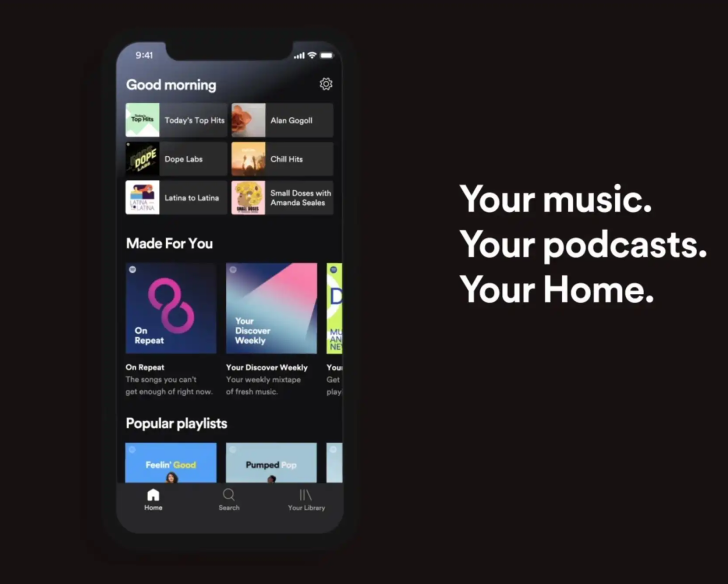 9:41
Good morning
Today's Top Hits
Today's Top Hits
Alan Gogoll
DOPE
Dope Labs
Chill Hits
LATINA to LATINA
Latina to Latina
SMALL DOSES
Small Doses with
Amanda Seales
Made For You
On
Repeat
Your
Discover
Weekly
D
MU
AN
NE
On Repeat
Your Discover Weekly
You
The songs you can't
Your weekly mixtape
Get
get enough of right now.
of fresh music.
play
Popular playlists
Feelin' Good
Pumped Pop
Home
Search
Your Library
Your music.
Your podcasts.
Your Home.